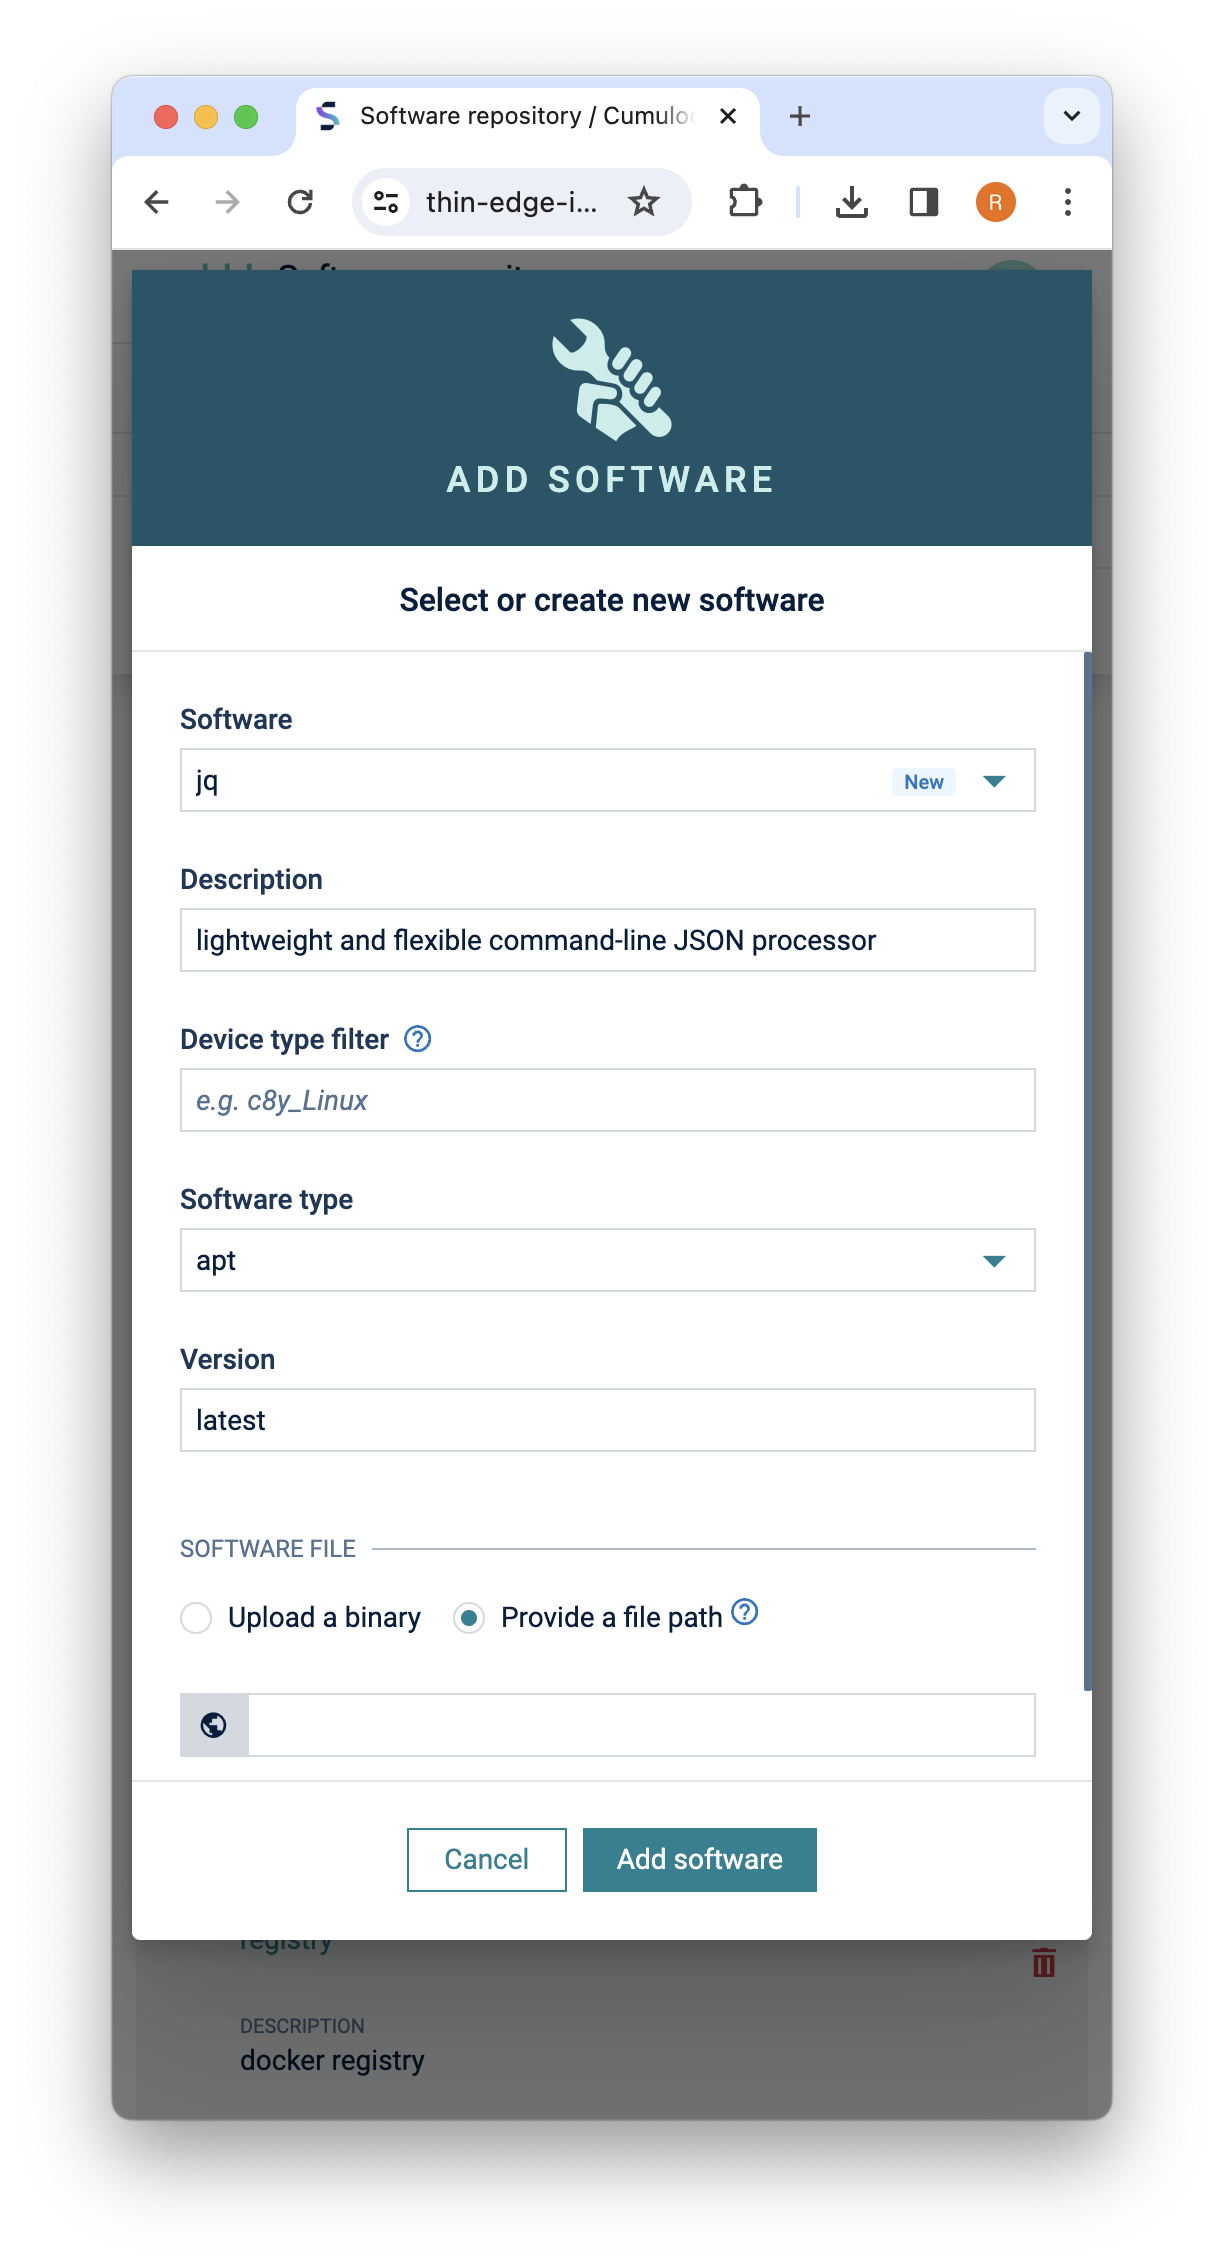 Software repository / Cumulo
thin-edge-i...
R
ADD SOFTWARE
Select or create new software
Software
jq
New
Description
lightweight and flexible command-line JSON processor
Device type filter
e.g. c8y_Linux
Software type
apt
Version
latest
SOFTWARE FILE
Upload a binary
Provide a file path
Cancel
Add software
registry
DESCRIPTION
docker registry